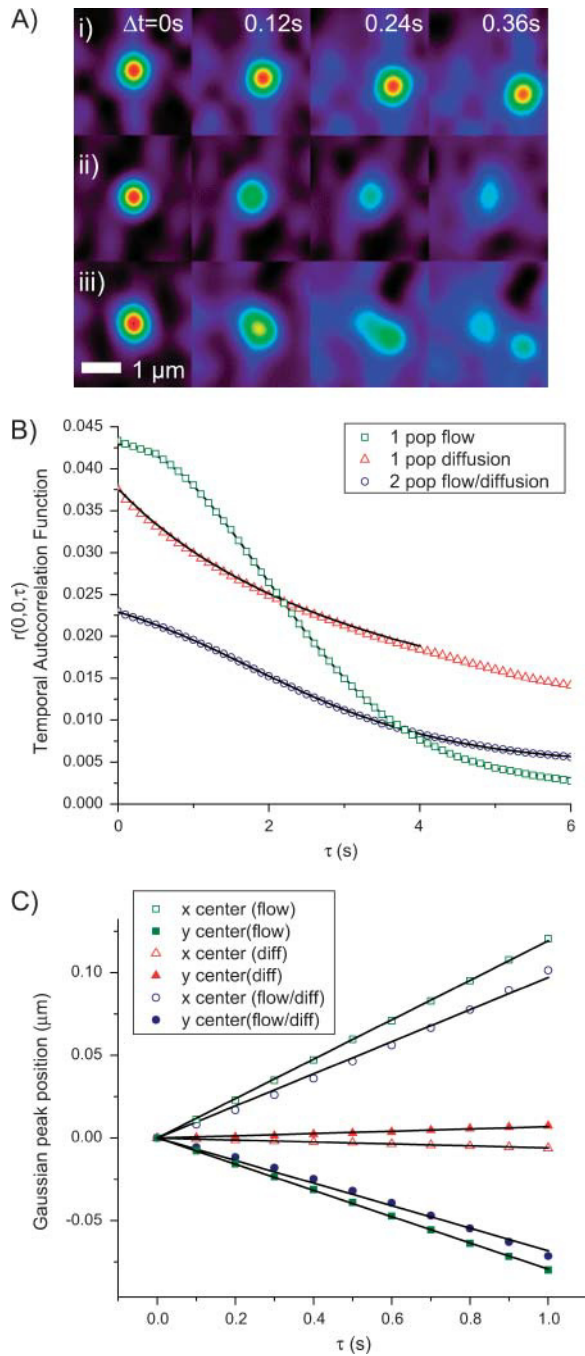 A)
i) Δt=0s 0.12s 0.24s 0.36s
ii)
iii)
1 μm
B)
0.045
0.040
0.035
0.030
0.025
0.020
0.015
0.010
0.005
0.000
r(0,0,τ)
Temporal Autocorrelation Function
1 pop flow
1 pop diffusion
2 pop flow/diffusion
0 2 4 6
τ (s)
C)
x center (flow)
y center(flow)
x center (diff)
y center(diff)
x center (flow/diff)
y center(flow/diff)
0.10
0.05
0.00
-0.05
Gaussian peak position (μm)
0.0 0.2 0.4 0.6 0.8 1.0
τ (s)